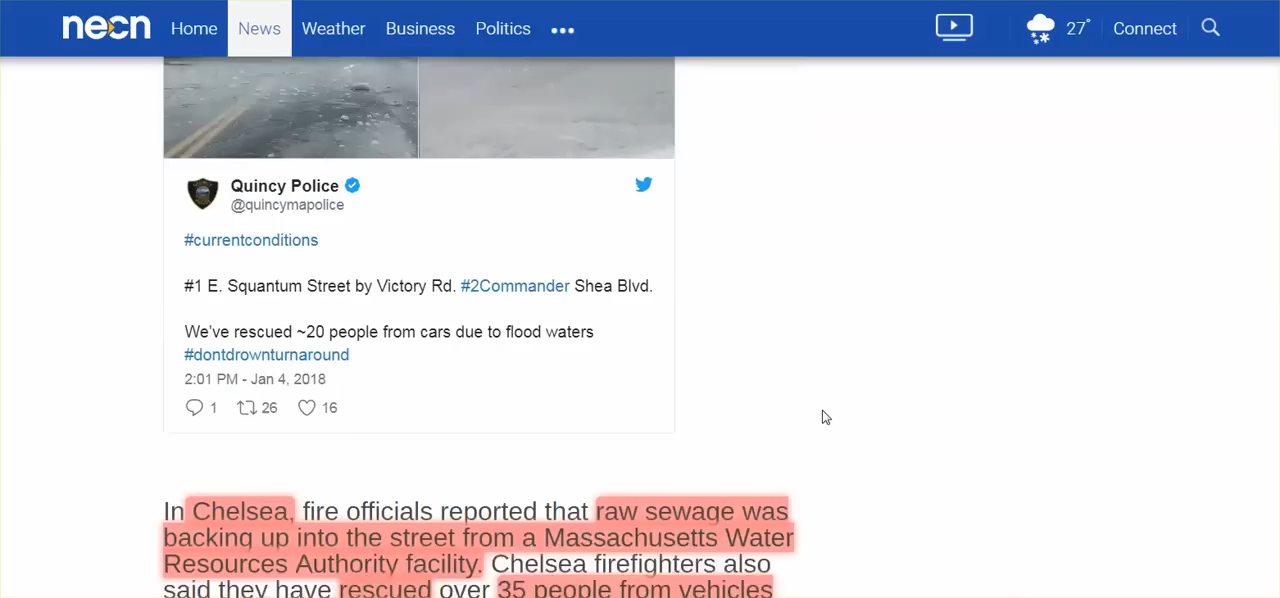 necn Home News Weather Business Politics ••• 27° Connect
Quincy Police
@quincymapolice
#currentconditions
#1 E. Squantum Street by Victory Rd. #2Commander Shea Blvd.
We've rescued ~20 people from cars due to flood waters
#dontdrownturnaround
2:01 PM - Jan 4, 2018
1 26 16
In Chelsea, fire officials reported that raw sewage was
backing up into the street from a Massachusetts Water
Resources Authority facility. Chelsea firefighters also
said they have rescued over 35 people from vehicles